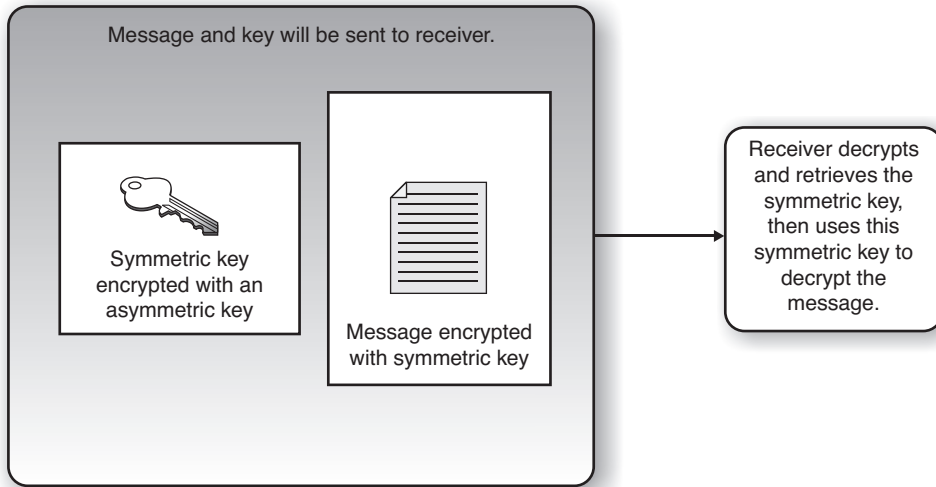 Message and key will be sent to receiver.
Symmetric key
encrypted with an
asymmetric key
Message encrypted
with symmetric key
Receiver decrypts
and retrieves the
symmetric key,
then uses this
symmetric key to
decrypt the
message.